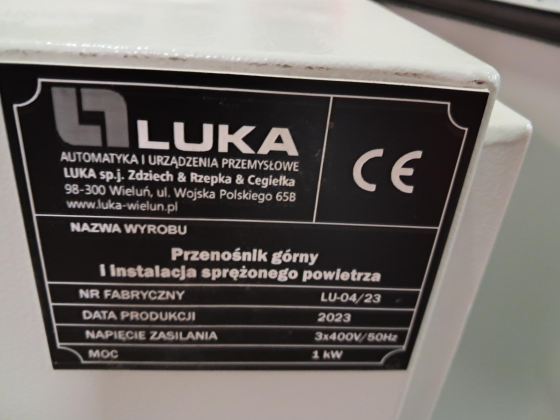 LUKA
AUTOMATYKA I URZĄDZENIA PRZEMYSŁOWE
LUKA sp.j. Zdziech & Rzepka & Cegiełka
98-300 Wieluń, ul. Wojska Polskiego 65B
www.luka-wielun.pl
CE
NAZWA WYROBU
Przenośnik górny
i instalacja sprężonego powietrza
NR FABRYCZNY LU-04/23
DATA PRODUKCJI 2023
NAPIĘCIE ZASILANIA 3x400V/50Hz
MOC 1 kW